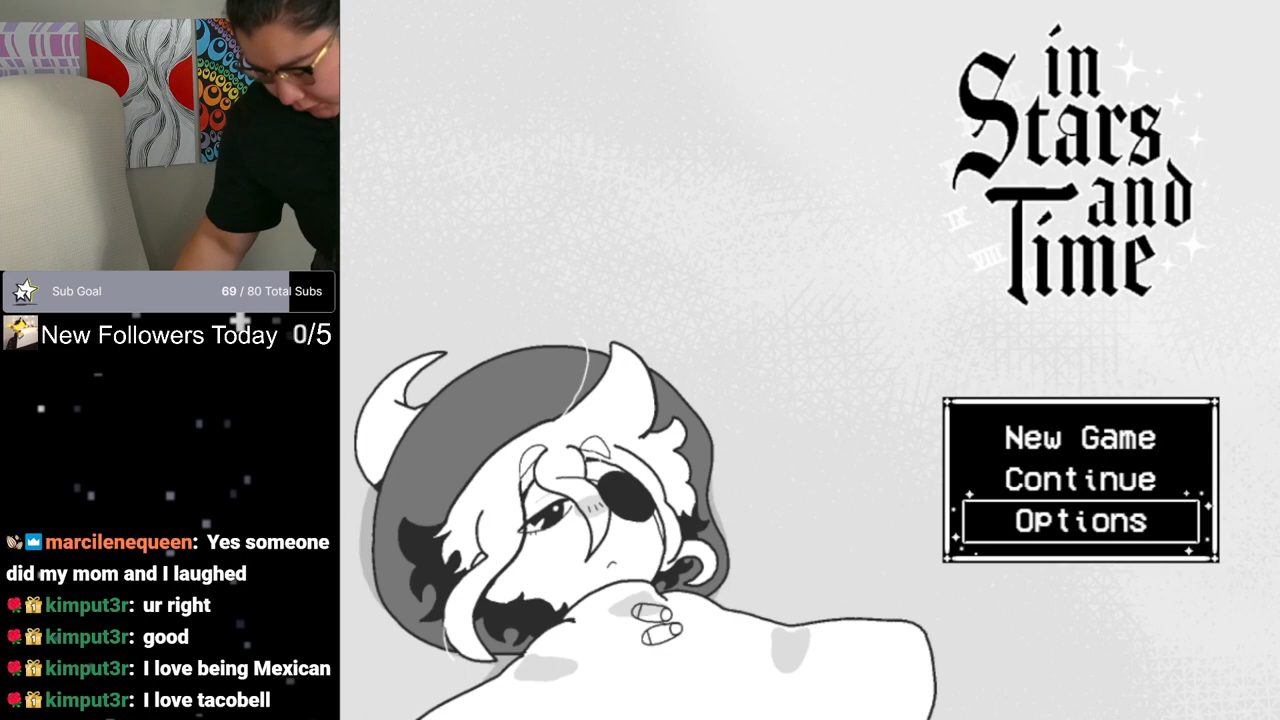 Sub Goal 69 / 80 Total Subs
New Followers Today 0/5
marcilenequeen: Yes someone
did my mom and I laughed
kimput3r: ur right
kimput3r: good
kimput3r: I love being Mexican
kimput3r: I love tacobell
in
Stars
and
Time
IX
VIII
New Game
Continue
Options